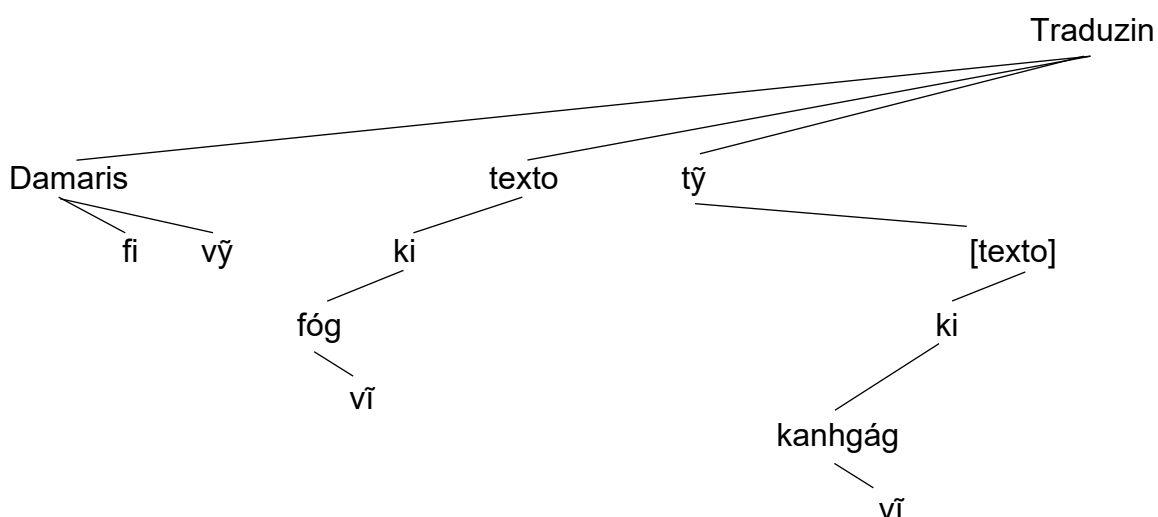 Traduzin
Damaris texto tỹ
fi vỹ ki [texto]
fóg ki
vĩ
kanhgág
vĩ